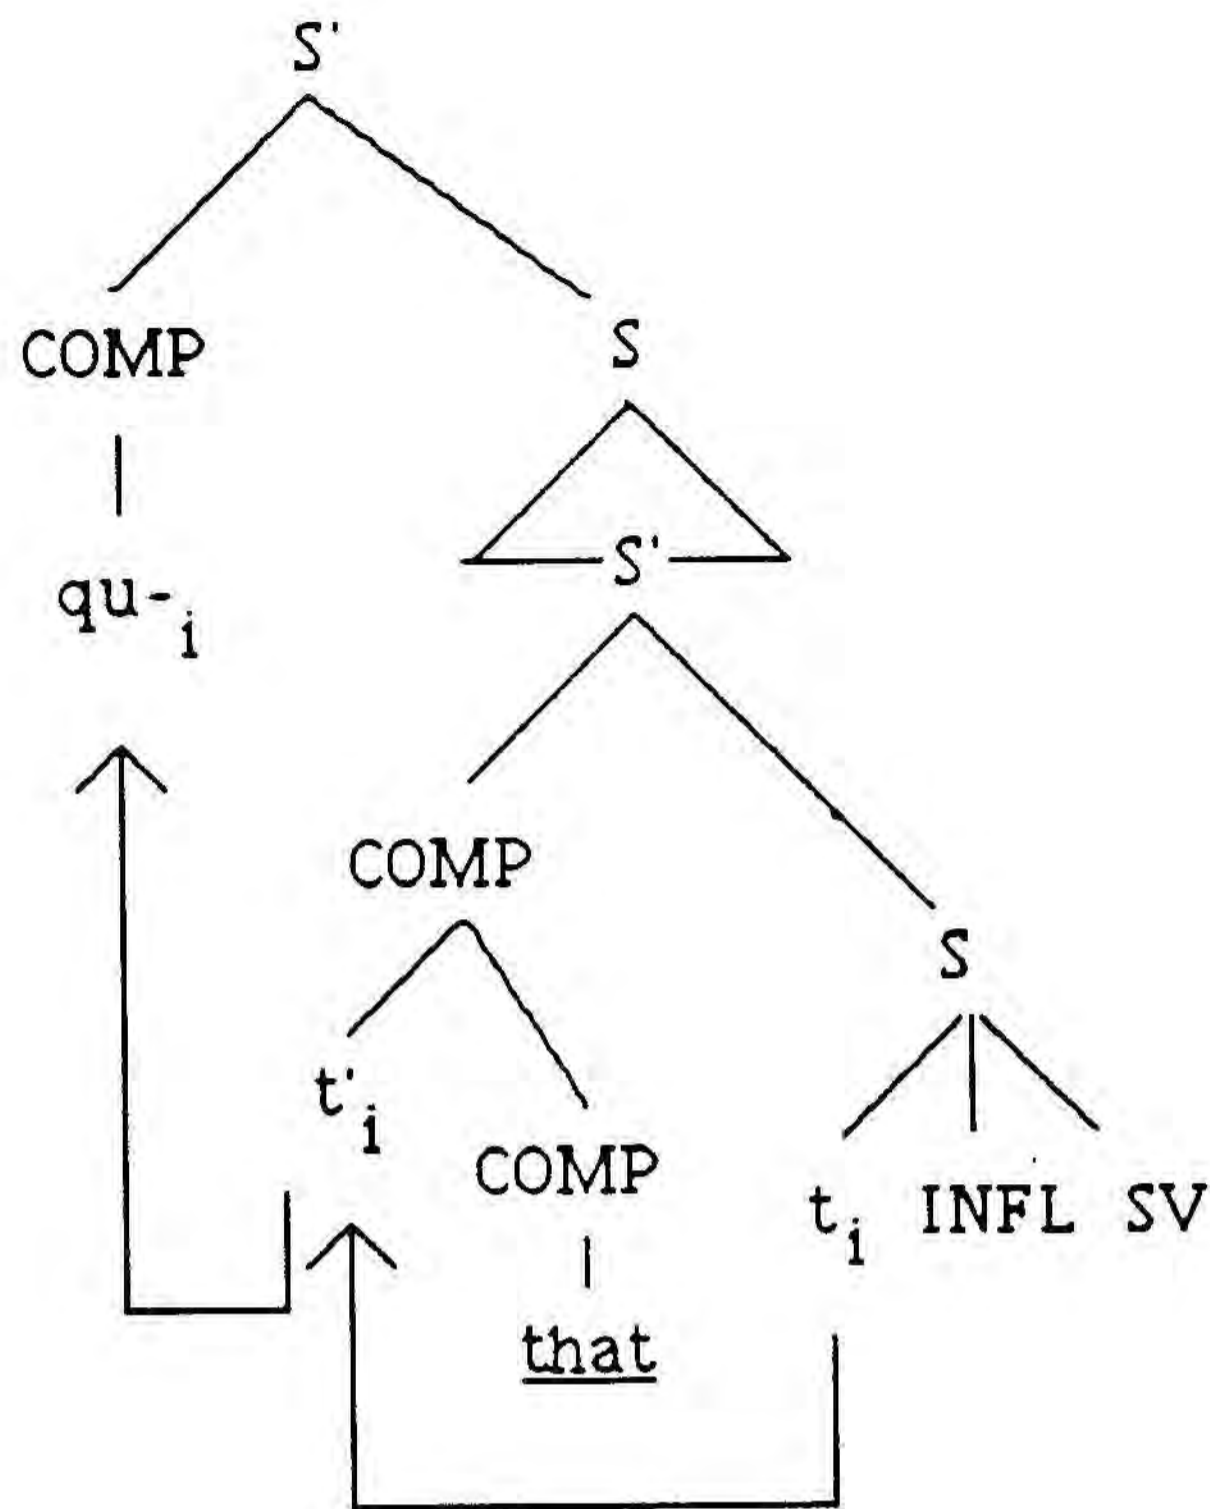 S'
COMP S
qu-i
S'
COMP
S
t'i
COMP
ti INFL SV
that